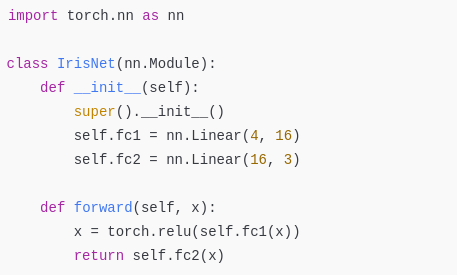 import torch.nn as nn

class IrisNet(nn.Module):
    def __init__(self):
        super().__init__()
        self.fc1 = nn.Linear(4, 16)
        self.fc2 = nn.Linear(16, 3)

    def forward(self, x):
        x = torch.relu(self.fc1(x))
        return self.fc2(x)